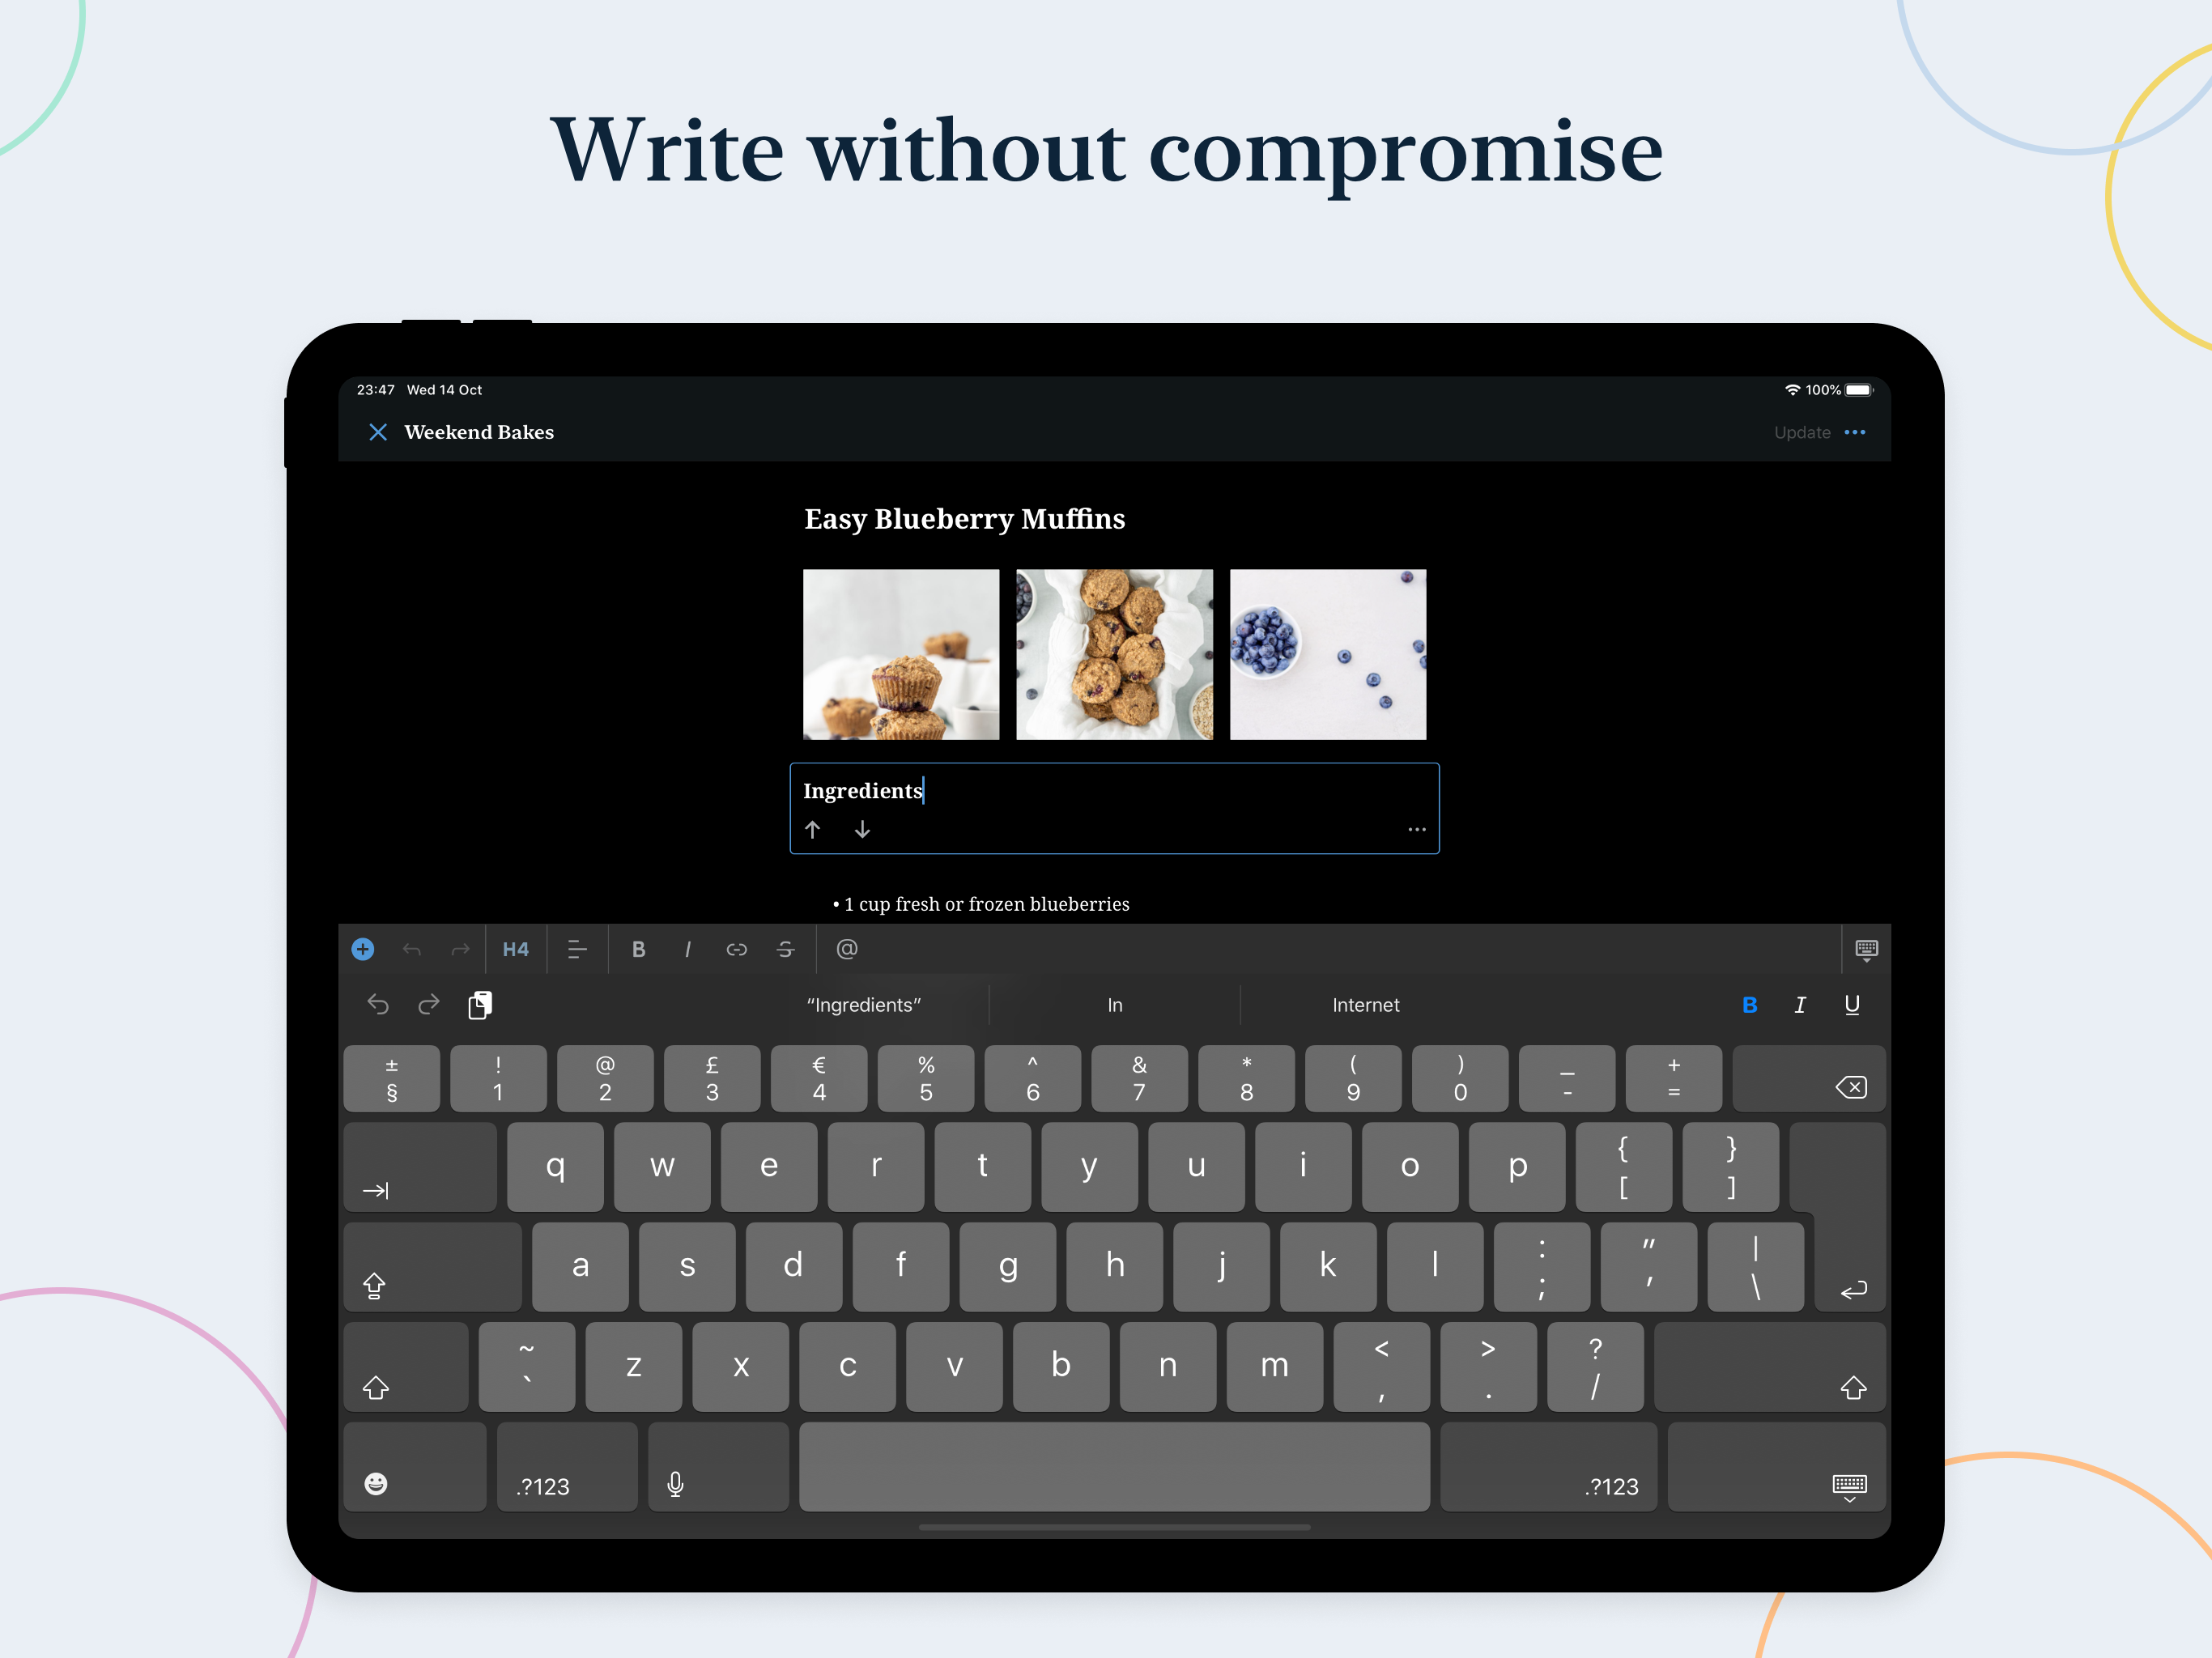 Write without compromise
23:47 Wed 14 Oct 100%
Weekend Bakes Update
Easy Blueberry Muffins
Ingredients
• 1 cup fresh or frozen blueberries
H4 B I S @
“Ingredients” In Internet B I U
± ! @ £ € % ^ & * ( ) _ +
§ 1 2 3 4 5 6 7 8 9 0 - =
q w e r t y u i o p { }
[ ]
a s d f g h j k l : " |
; ' \
~ z x c v b n m < > ?
` , . /
.?123 .?123